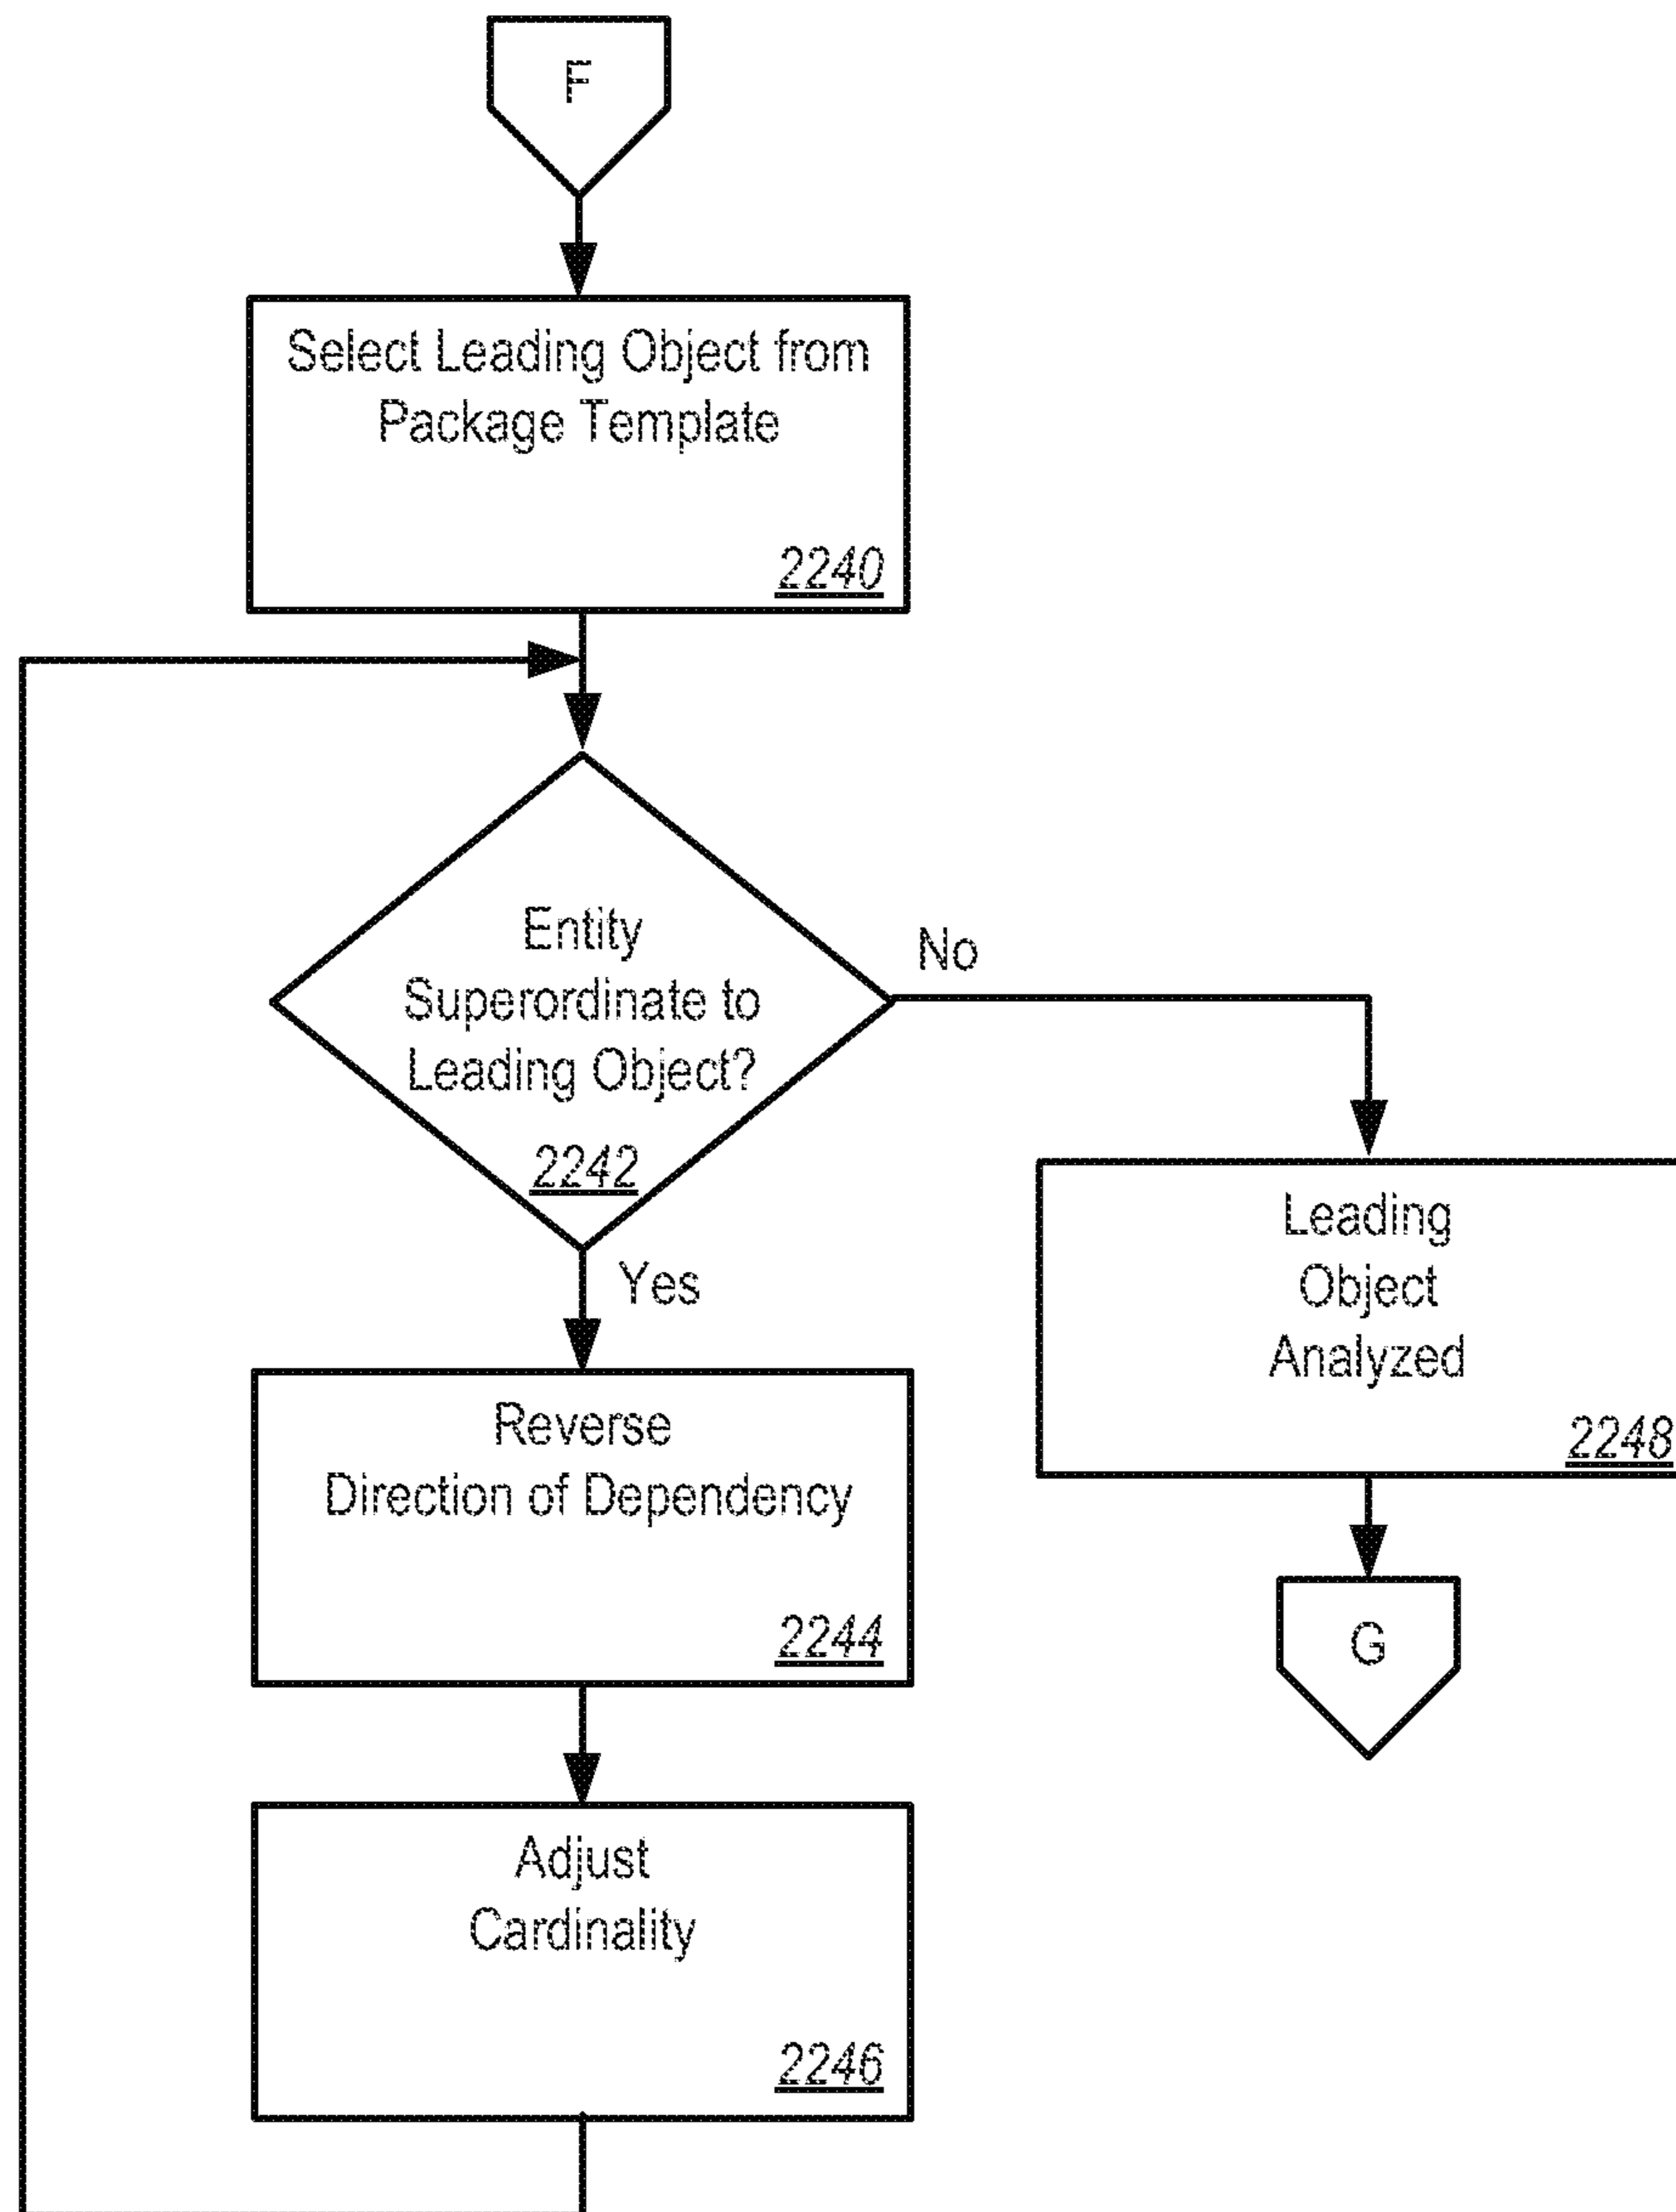 F
Select Leading Object from
Package Template
2240
Entity
Superordinate to
Leading Object?
2242
No
Yes
Leading
Object
Analyzed
2248
Reverse
Direction of Dependency
2244
G
Adjust
Cardinality
2246